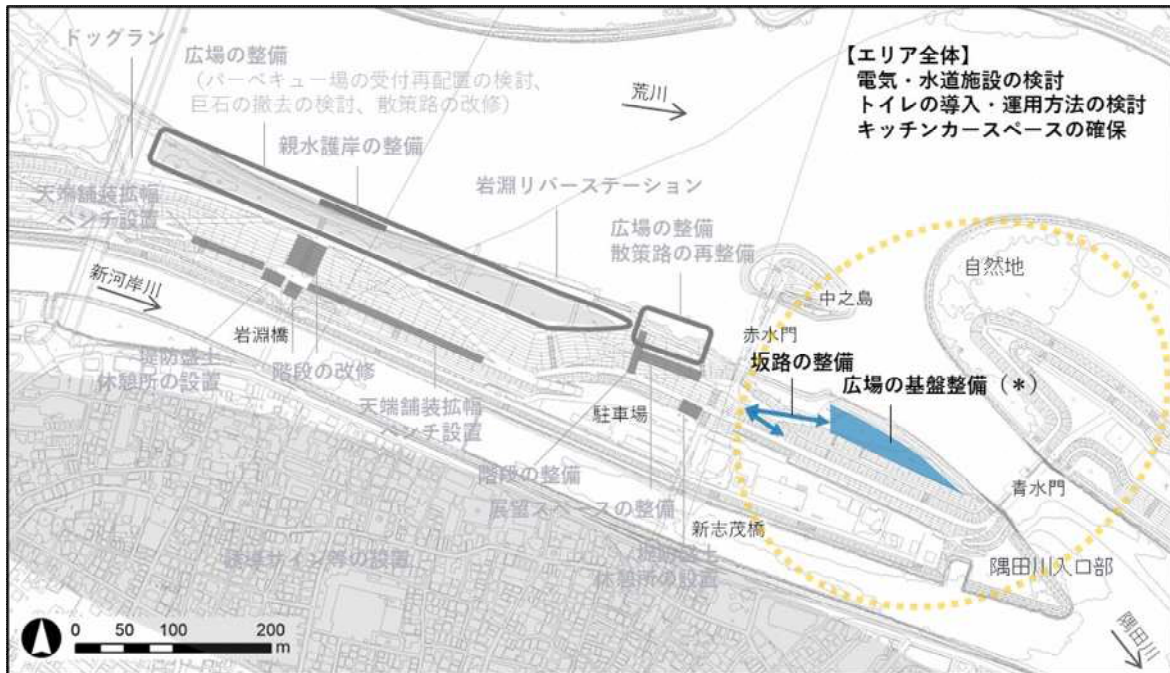 ドッグラン
広場の整備
（バーベキュー場の受付再配置の検討、
巨石の撤去の検討、散策路の改修）
親水護岸の整備
荒川
【エリア全体】
電気・水道施設の検討
トイレの導入・運用方法の検討
キッチンカースペースの確保
天端舗装拡幅
ベンチ設置
岩淵リバーステーション
広場の整備
散策路の再整備
自然地
中之島
新河岸川
岩淵橋
赤水門
坂路の整備
広場の基盤整備（*）
堤防盛土
休憩所の設置
階段の改修
天端舗装拡幅
ベンチ設置
駐車場
階段の整備
展望スペースの整備
青水門
新志茂橋
誘導サイン等の設置
堤防盛土
休憩所の設置
隅田川入口部
隅田川
0 50 100 200
m